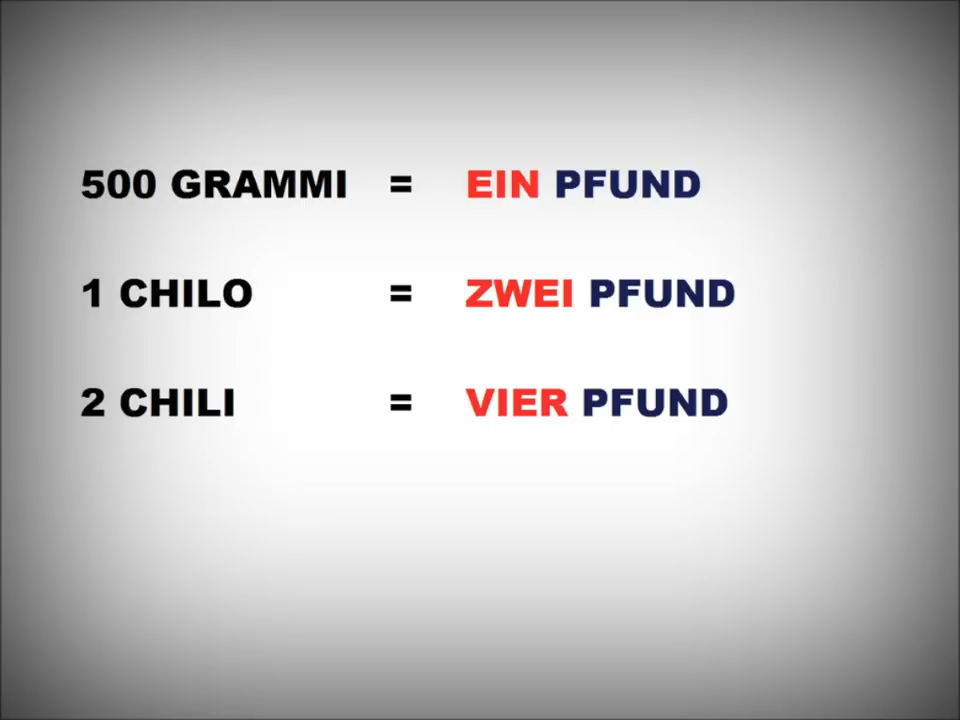 500 GRAMMI = EIN PFUND
1 CHILO = ZWEI PFUND
2 CHILI = VIER PFUND